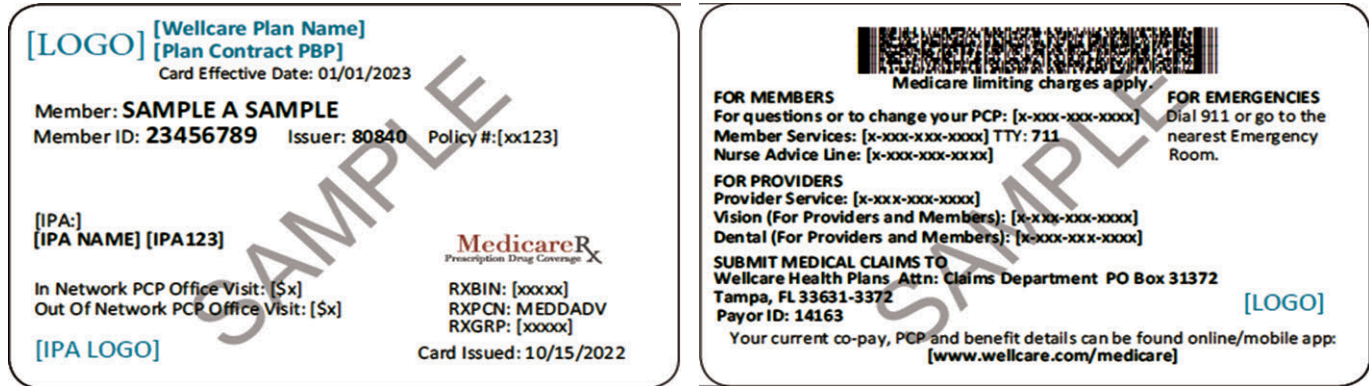 [LOGO] [Wellcare Plan Name]
[Plan Contract PBP]
Card Effective Date: 01/01/2023
Member: SAMPLE A SAMPLE
Member ID: 23456789 Issuer: 80840 Policy #:[xx123]
[IPA:]
[IPA NAME] [IPA123]
MedicareRx
Prescription Drug Coverage
In Network PCP Office Visit: [$x]
Out Of Network PCP Office Visit: [$x]
RXBIN: [xxxxx]
RXPCN: MEDDADV
RXGRP: [xxxxx]
[IPA LOGO]
Card Issued: 10/15/2022
SAMPLE
Medicare limiting charges apply.
FOR MEMBERS
For questions or to change your PCP: [x-xxx-xxx-xxxx]
Member Services: [x-xxx-xxx-xxxx] TTY: 711
Nurse Advice Line: [x-xxx-xxx-xxxx]
FOR EMERGENCIES
Dial 911 or go to the
nearest Emergency
Room.
FOR PROVIDERS
Provider Service: [x-xxx-xxx-xxxx]
Vision (For Providers and Members): [x-xxx-xxx-xxxx]
Dental (For Providers and Members): [x-xxx-xxx-xxxx]
SUBMIT MEDICAL CLAIMS TO
Wellcare Health Plans Attn: Claims Department PO Box 31372
Tampa, FL 33631-3372
Payor ID: 14163
[LOGO]
Your current co-pay, PCP and benefit details can be found online/mobile app:
[www.wellcare.com/medicare]
SAMPLE